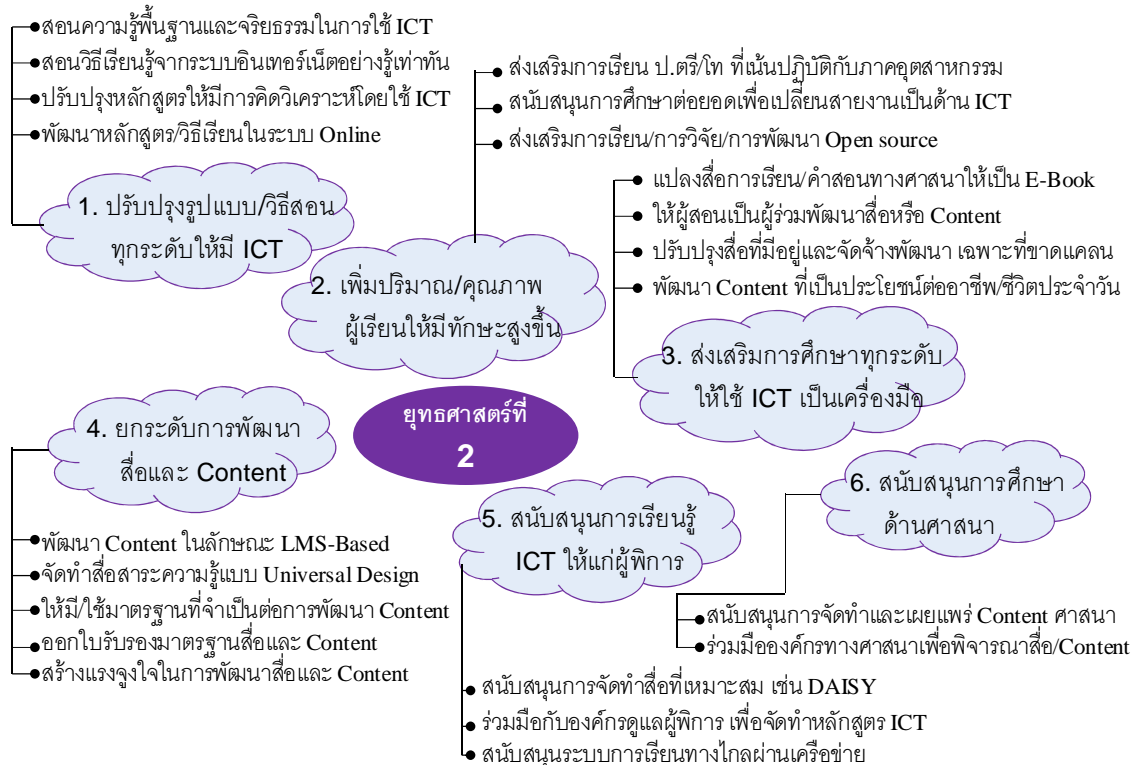 สอนความรู้พื้นฐานและจริยธรรมในการใช้ ICT
สอนวิธีเรียนรู้จากระบบอินเทอร์เน็ตอย่างรู้เท่าทัน
ปรับปรุงหลักสูตรให้มีการคิดวิเคราะห์โดยใช้ ICT
พัฒนาหลักสูตร/วิธีเรียนในระบบ Online
1. ปรับปรุงรูปแบบ/วิธีสอน
ทุกระดับให้มี ICT
ส่งเสริมการเรียน ป.ตรี/โท ที่เน้นปฏิบัติกับภาคอุตสาหกรรม
สนับสนุนการศึกษาต่อยอดเพื่อเปลี่ยนสายงานเป็นด้าน ICT
ส่งเสริมการเรียน/การวิจัย/การพัฒนา Open source
2. เพิ่มปริมาณ/คุณภาพ
ผู้เรียนให้มีทักษะสูงขึ้น
แปลงสื่อการเรียน/คำสอนทางศาสนาให้เป็น E-Book
ให้ผู้สอนเป็นผู้ร่วมพัฒนาสื่อหรือ Content
ปรับปรุงสื่อที่มีอยู่และจัดจ้างพัฒนา เฉพาะที่ขาดแคลน
พัฒนา Content ที่เป็นประโยชน์ต่ออาชีพ/ชีวิตประจำวัน
3. ส่งเสริมการศึกษาทุกระดับ
ให้ใช้ ICT เป็นเครื่องมือ
ยุทธศาสตร์ที่
2
4. ยกระดับการพัฒนา
สื่อและ Content
พัฒนา Content ในลักษณะ LMS-Based
จัดทำสื่อสาระความรู้แบบ Universal Design
ให้มี/ใช้มาตรฐานที่จำเป็นต่อการพัฒนา Content
ออกใบรับรองมาตรฐานสื่อและ Content
สร้างแรงจูงใจในการพัฒนาสื่อและ Content
5. สนับสนุนการเรียนรู้
ICT ให้แก่ผู้พิการ
สนับสนุนการจัดทำสื่อที่เหมาะสม เช่น DAISY
ร่วมมือกับองค์กรดูแลผู้พิการ เพื่อจัดทำหลักสูตร ICT
สนับสนุนระบบการเรียนทางไกลผ่านเครือข่าย
6. สนับสนุนการศึกษา
ด้านศาสนา
สนับสนุนการจัดทำและเผยแพร่ Content ศาสนา
ร่วมมือองค์กรทางศาสนาเพื่อพิจารณาสื่อ/Content